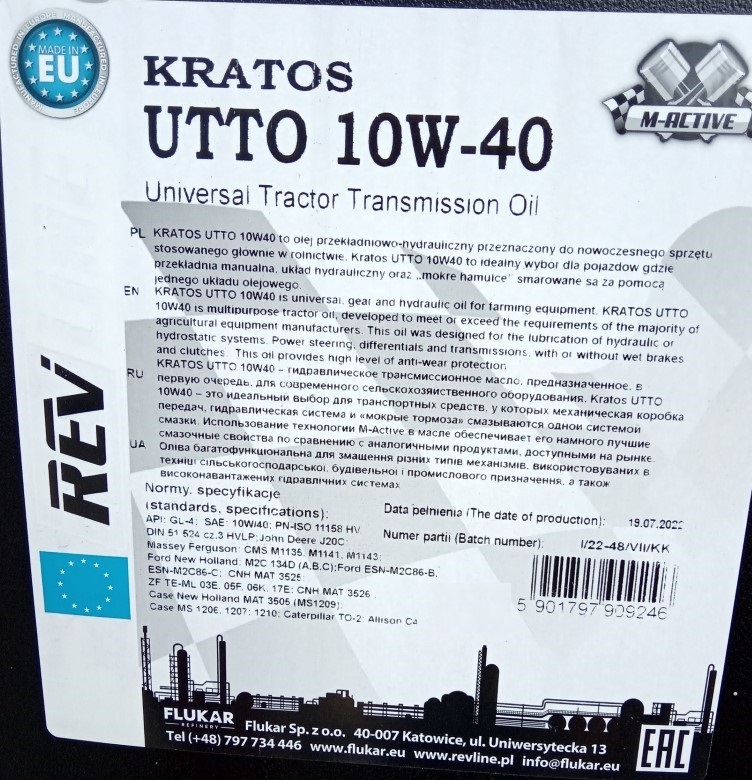 MADE IN
EU
MANUFACTURED IN EUROPE
KRATOS
UTTO 10W-40
Universal Tractor Transmission Oil
M-ACTIVE
PL KRATOS UTTO 10W40 to olej przekładniowo-hydrauliczny przeznaczony do nowoczesnego sprzętu
stosowanego głównie w rolnictwie. Kratos UTTO 10W40 to idealny wybór dla pojazdów gdzie
przekładnia manualna, układ hydrauliczny oraz „mokre hamulce" smarowane są za pomocą
jednego układu olejowego.
EN KRATOS UTTO 10W40 is universal, gear and hydraulic oil for farming equipment. KRATOS UTTO
10W40 is multipurpose tractor oil, developed to meet or exceed the requirements of the majority of
agricultural equipment manufacturers. This oil was designed for the lubrication of hydraulic or
hydrostatic systems. Power steering, differentials and transmissions, with or without wet brakes
and clutches. This oil provides high level of anti-wear protection.
RU KRATOS UTTO 10W40 – гидравлическое трансмиссионное масло, предназначенное, в
первую очередь, для современного сельскохозяйственного оборудования. Kratos UTTO
10W40 – это идеальный выбор для транспортных средств, у которых механическая коробка
передач, гидравлическая система и «мокрые тормоза» смазываются одной системой
смазки. Использование технологии M-Active в масле обеспечивает его намного лучшие
смазочные свойства по сравнению с аналогичными продуктами, доступными на рынке.
UA Олива багатофункціональна для змащення різних типів механізмів, використовуваних в
техніці сільськогосподарської, будівельної і промислового призначення, а також
високонавантажених гідравлічних системах
Normy, specyfikacje
(standards, specifications):
API: GL-4; SAE: 10W/40; PN-ISO 11158 HV
DIN 51 524 cz.3 HVLP; John Deere J20C
Massey Ferguson: CMS M1135, M1141, M1143;
Ford New Holland: M2C 134D (A,B,C); Ford ESN-M2C86-B,
ESN-M2C86-C; CNH MAT 3525;
ZF TE-ML 03E, 05F, 06K, 17E; CNH MAT 3526
Case New Holland MAT 3505 (MS1209);
Case MS 1206, 1207; 1210; Caterpillar TO-2; Allison C4
Data pełnienia (The date of production): 19.07.2022
Numer partii (Batch number): I/22-48/VII/KK
5 901797 909246
REV
FLUKAR
REFINERY
Flukar Sp. z o.o. 40-007 Katowice, ul. Uniwersytecka 13
Tel (+48) 797 734 446 www.flukar.eu www.revline.pl info@flukar.eu
EAC